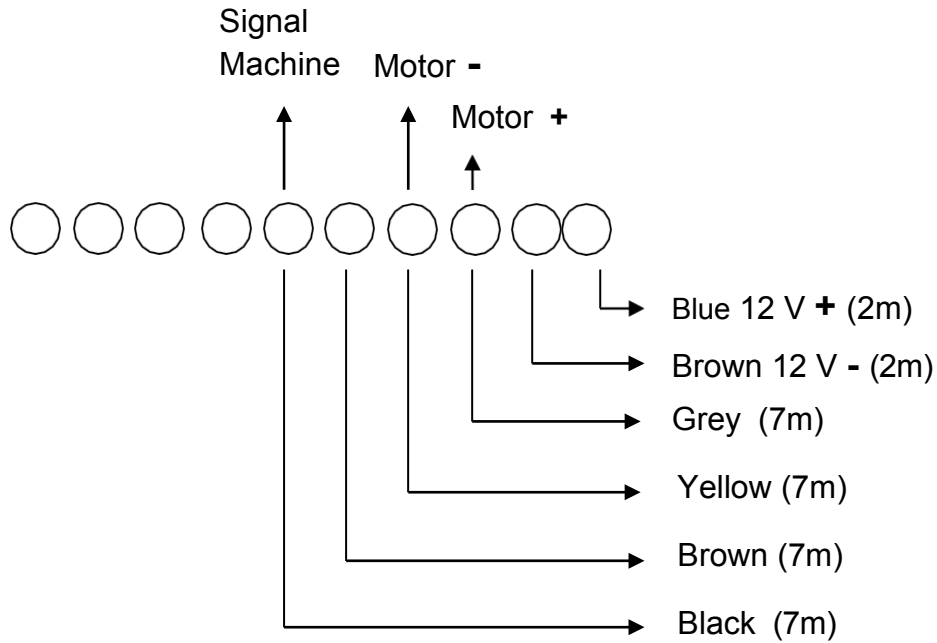 Signal
Machine
Motor -
Motor +
Blue 12 V + (2m)
Brown 12 V - (2m)
Grey (7m)
Yellow (7m)
Brown (7m)
Black (7m)